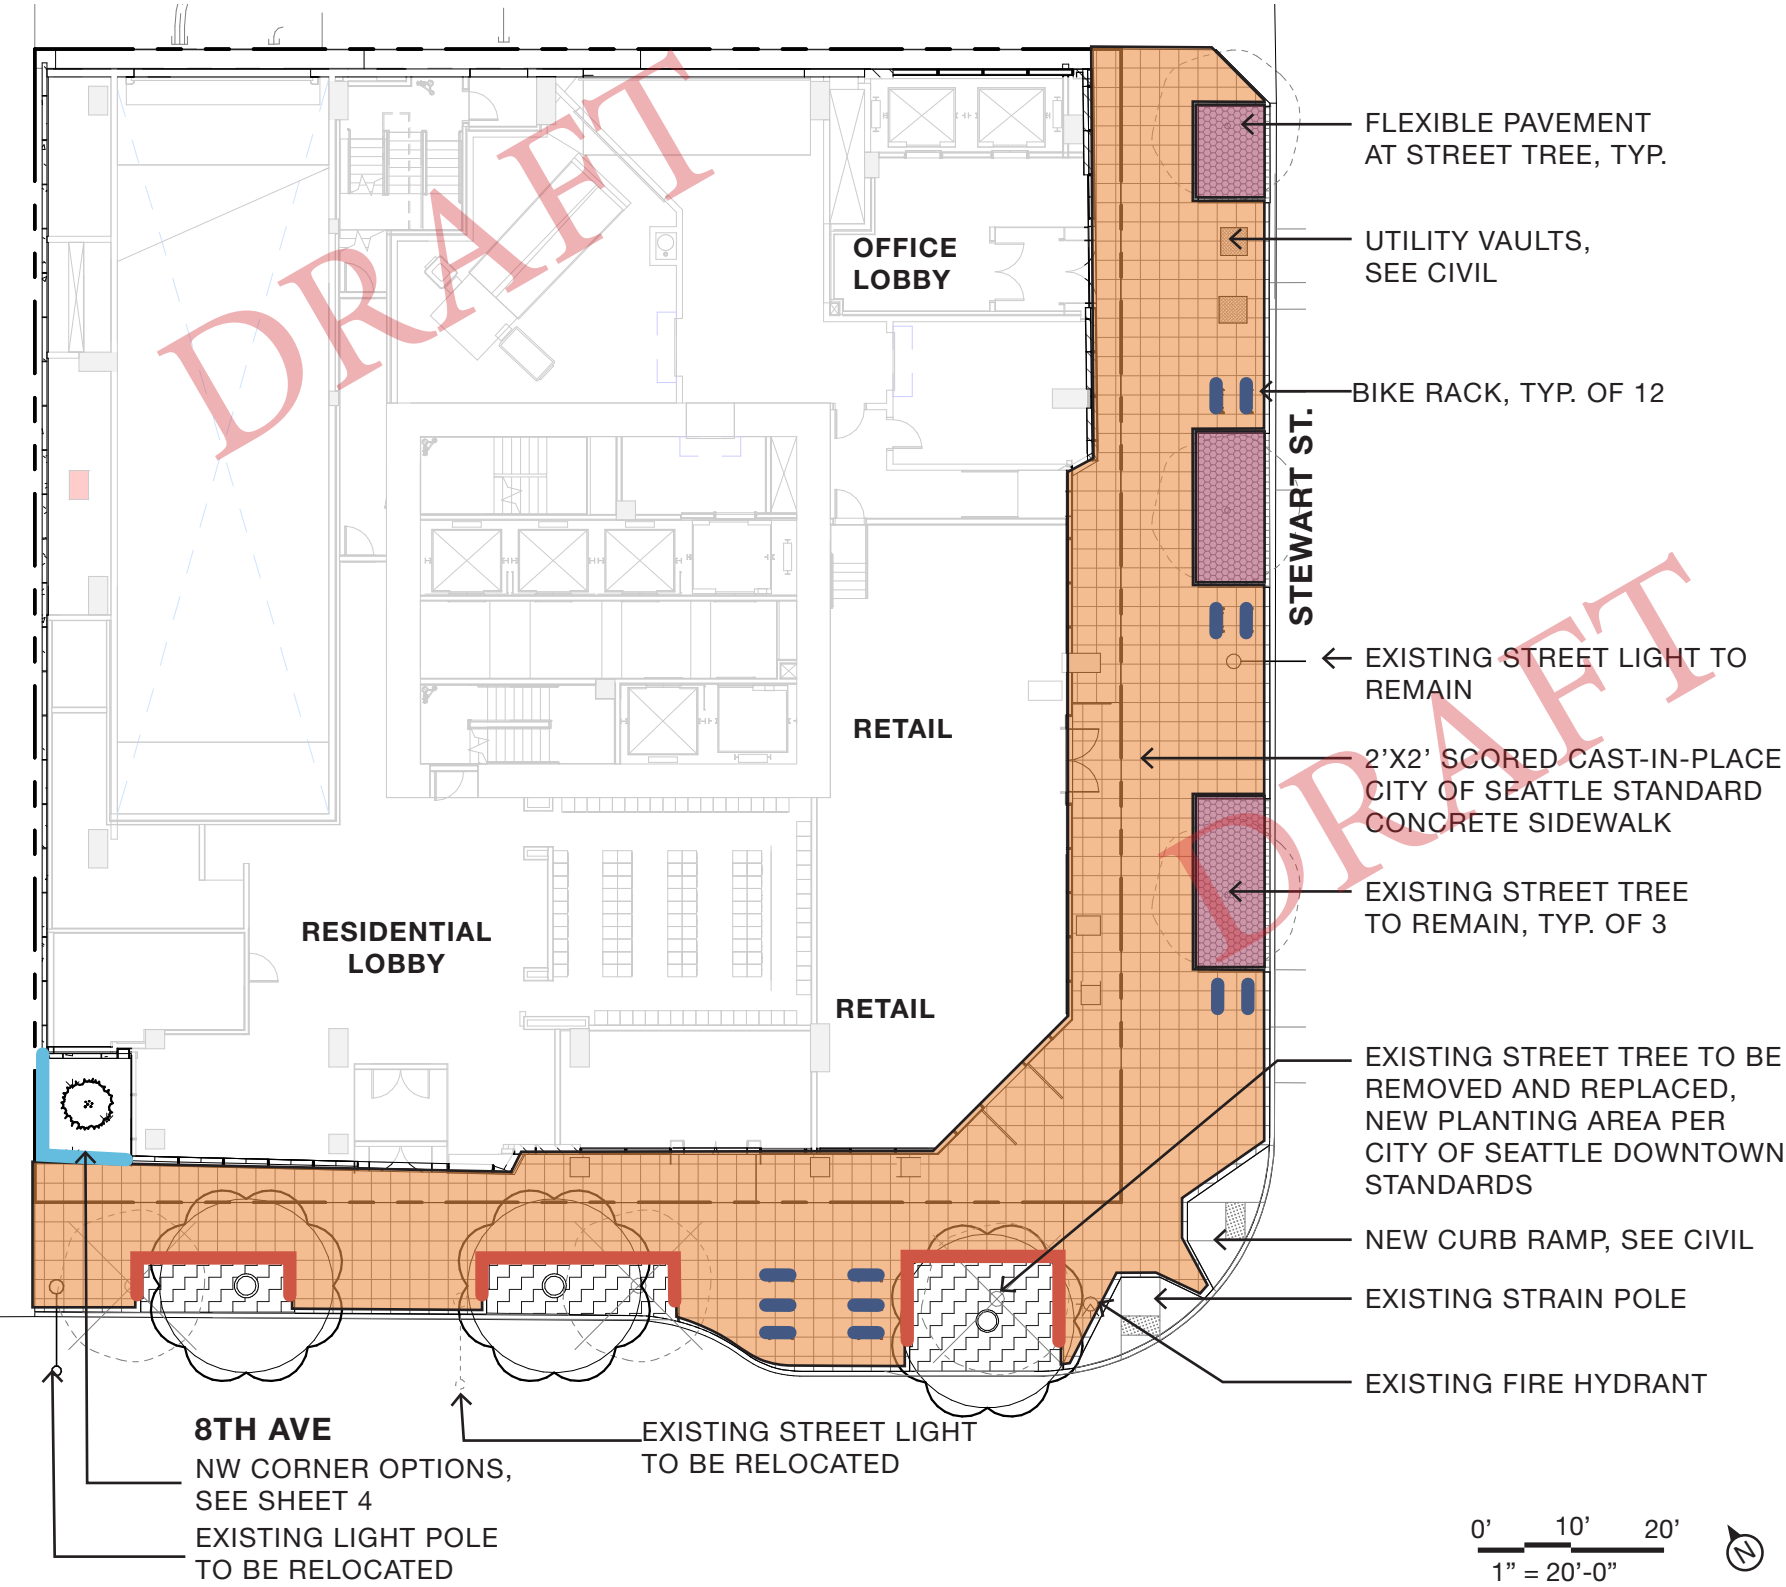 DRAFT
OFFICE
LOBBY
RETAIL
RESIDENTIAL
LOBBY
RETAIL
STEWART ST.
FLEXIBLE PAVEMENT
AT STREET TREE, TYP.
UTILITY VAULTS,
SEE CIVIL
BIKE RACK, TYP. OF 12
EXISTING STREET LIGHT TO
REMAIN
2'X2' SCORED CAST-IN-PLACE
CITY OF SEATTLE STANDARD
CONCRETE SIDEWALK
DRAFT
EXISTING STREET TREE
TO REMAIN, TYP. OF 3
EXISTING STREET TREE TO BE
REMOVED AND REPLACED,
NEW PLANTING AREA PER
CITY OF SEATTLE DOWNTOWN
STANDARDS
NEW CURB RAMP, SEE CIVIL
EXISTING STRAIN POLE
EXISTING FIRE HYDRANT
8TH AVE
NW CORNER OPTIONS,
SEE SHEET 4
EXISTING LIGHT POLE
TO BE RELOCATED
EXISTING STREET LIGHT
TO BE RELOCATED
0' 10' 20'
1" = 20'-0"
N